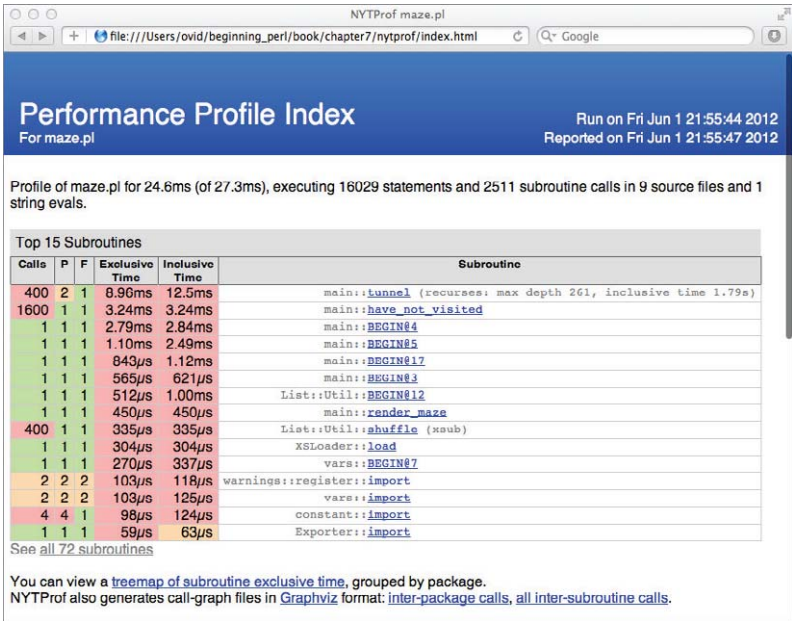 NYTProf maze.pl
file:///Users/ovid/beginning_perl/book/chapter7/nytprof/index.html
Google
Performance Profile Index
For maze.pl
Run on Fri Jun 1 21:55:44 2012
Reported on Fri Jun 1 21:55:47 2012
Profile of maze.pl for 24.6ms (of 27.3ms), executing 16029 statements and 2511 subroutine calls in 9 source files and 1
string evals.
Top 15 Subroutines
Calls P F Exclusive Time Inclusive Time Subroutine
400 2 1 8.96ms 12.5ms main::tunnel (recurses: max depth 261, inclusive time 1.79s)
1600 1 1 3.24ms 3.24ms main::have_not_visited
1 1 1 2.79ms 2.84ms main::BEGIN@4
1 1 1 1.10ms 2.49ms main::BEGIN@5
1 1 1 843µs 1.12ms main::BEGIN@17
1 1 1 565µs 621µs main::BEGIN@3
1 1 1 512µs 1.00ms List::Util::BEGIN@12
1 1 1 450µs 450µs main::render_maze
400 1 1 335µs 335µs List::Util::shuffle (xsub)
1 1 1 304µs 304µs XSLoader::load
1 1 1 270µs 337µs vars::BEGIN@7
2 2 2 103µs 118µs warnings::register::import
2 2 2 103µs 125µs vars::import
4 4 1 98µs 124µs constant::import
1 1 1 59µs 63µs Exporter::import
See all 72 subroutines
You can view a treemap of subroutine exclusive time, grouped by package.
NYTProf also generates call-graph files in Graphviz format: inter-package calls, all inter-subroutine calls.